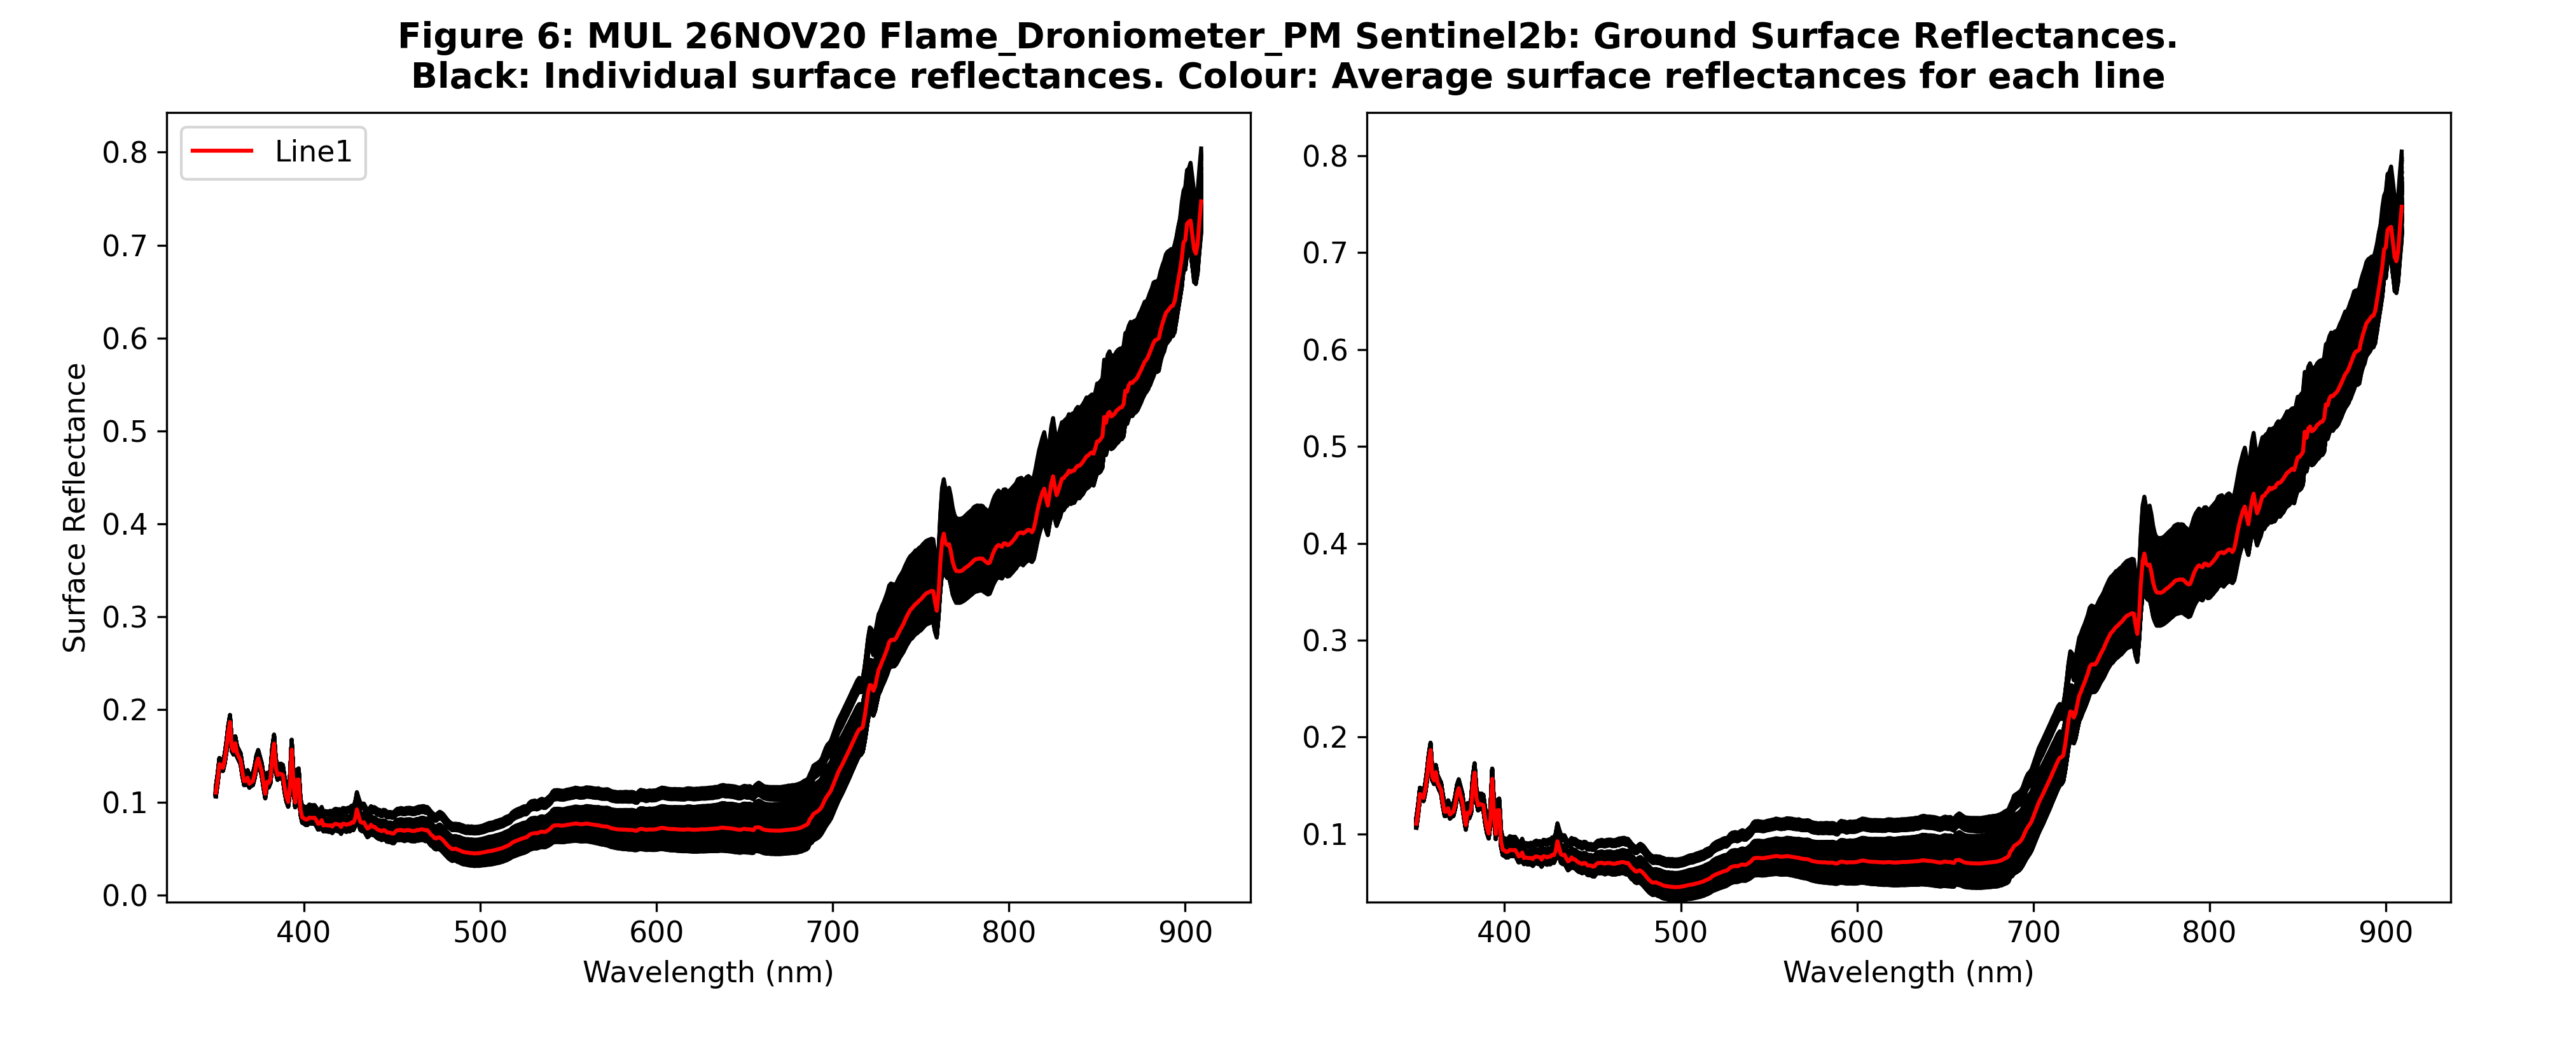 Figure 6: MUL 26NOV20 Flame_Droniometer_PM Sentinel2b: Ground Surface Reflectances.
Black: Individual surface reflectances. Colour: Average surface reflectances for each line
Line1
Surface Reflectance
0.8
0.7
0.6
0.5
0.4
0.3
0.2
0.1
0.0
400 500 600 700 800 900
Wavelength (nm)
0.8
0.7
0.6
0.5
0.4
0.3
0.2
0.1
400 500 600 700 800 900
Wavelength (nm)